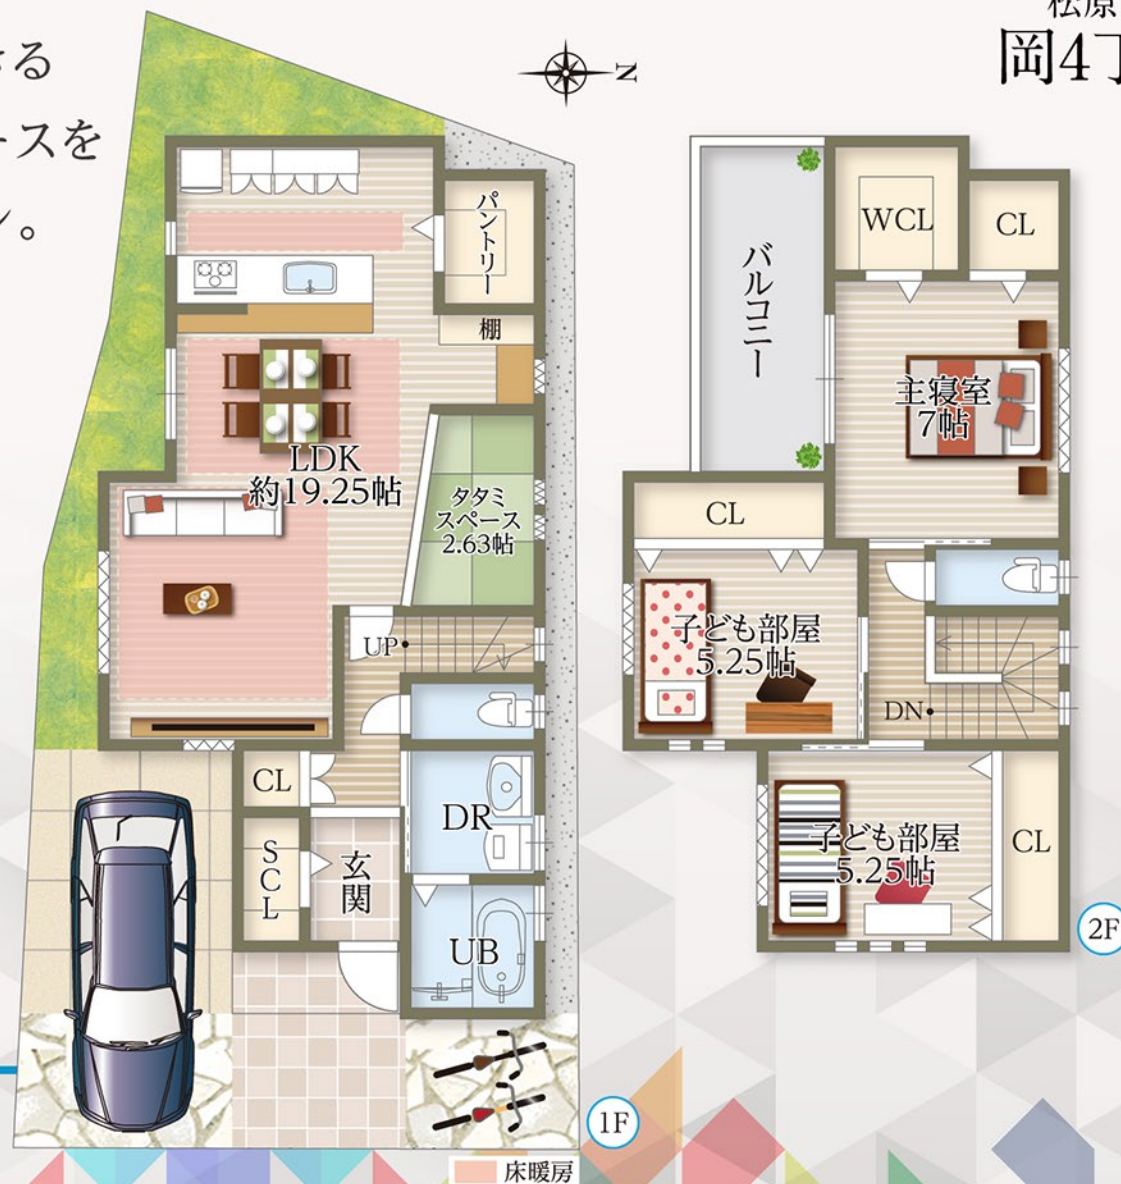 きる
ースを
ン。
松原
岡4丁
N
パントリー
棚
LDK
約19.25帖
タタミ
スペース
2.63帖
UP
CL
SCL
玄関
DR
UB
1F
床暖房
バルコニー
WCL
CL
主寝室
7帖
CL
子ども部屋
5.25帖
DN
子ども部屋
5.25帖
CL
2F